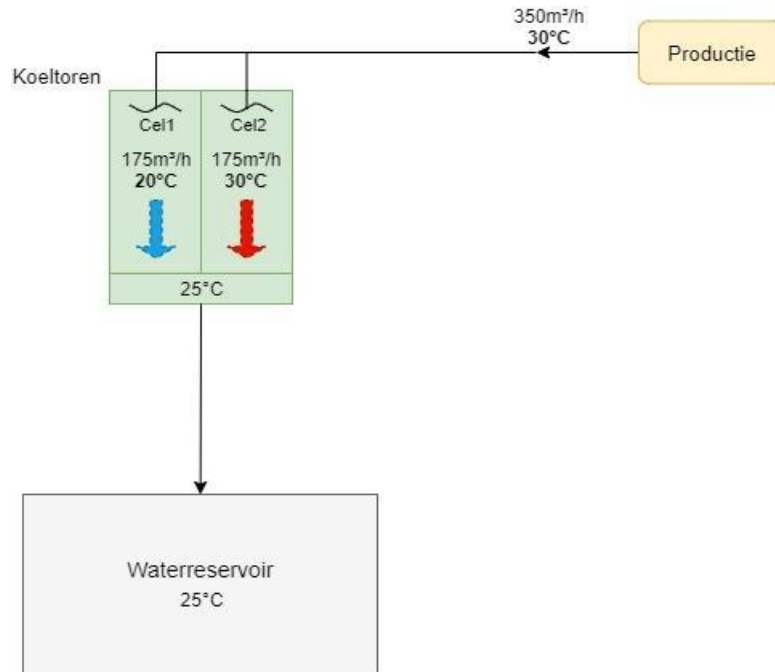 350m³/h
30°C
Productie
Koeltoren
Cel1
Cel2
175m³/h
20°C
175m³/h
30°C
25°C
Waterreservoir
25°C